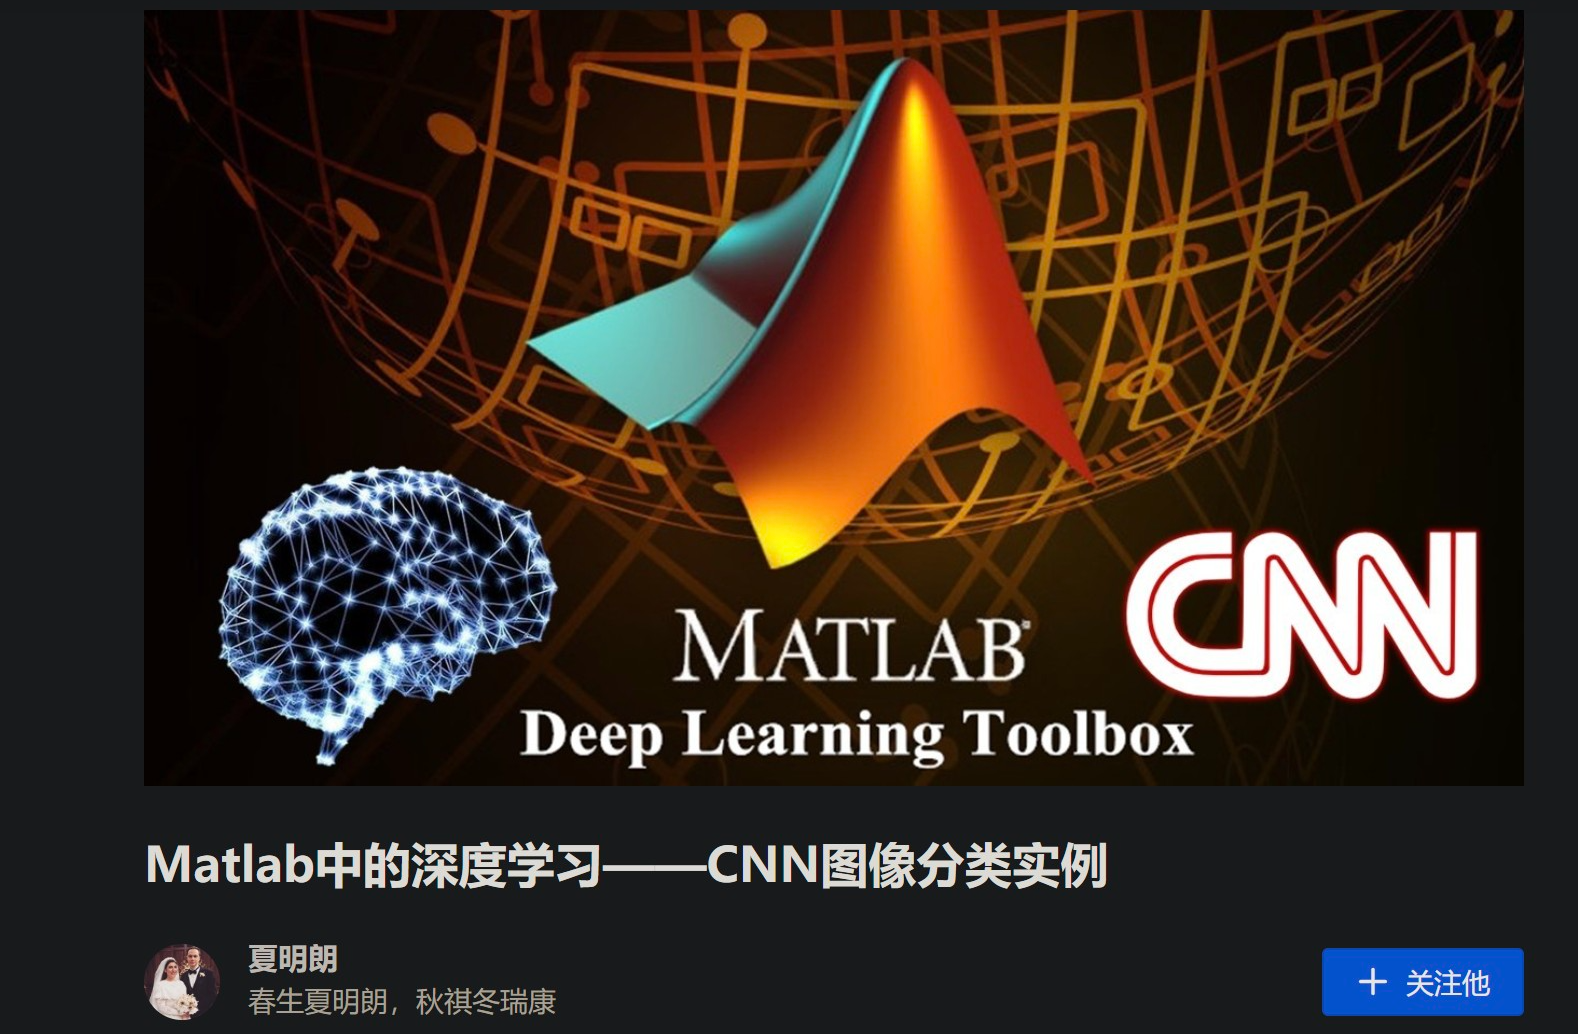 CNN
MATLAB®
Deep Learning Toolbox
Matlab中的深度学习——CNN图像分类实例
夏明朗
春生夏明朗，秋祺冬瑞康
+ 关注他